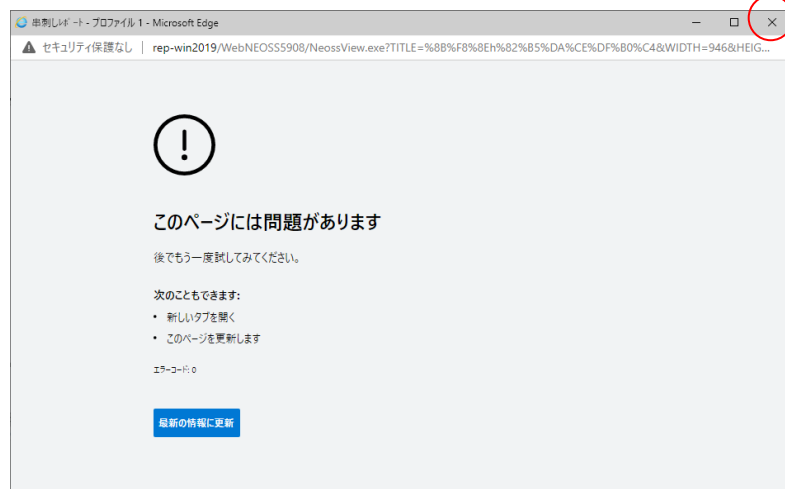 串刺しﾚﾎﾟｰﾄ - プロファイル 1 - Microsoft Edge
セキュリティ保護なし | rep-win2019/WebNEOSS5908/NeossView.exe?TITLE=%8B%F8%8Eh%82%B5%DA%CE%DF%B0%C4&WIDTH=946&HEIG...
このページには問題があります
後でもう一度試してみてください。
次のこともできます:
• 新しいタブを開く
• このページを更新します
エラーコード: 0
最新の情報に更新